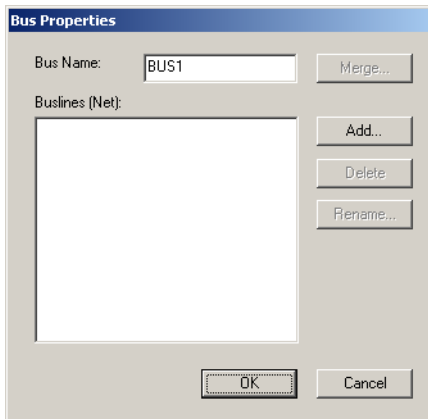 Bus Properties
Bus Name: BUS1 Merge...
Buslines (Net):
Add...
Delete
Rename...
OK Cancel